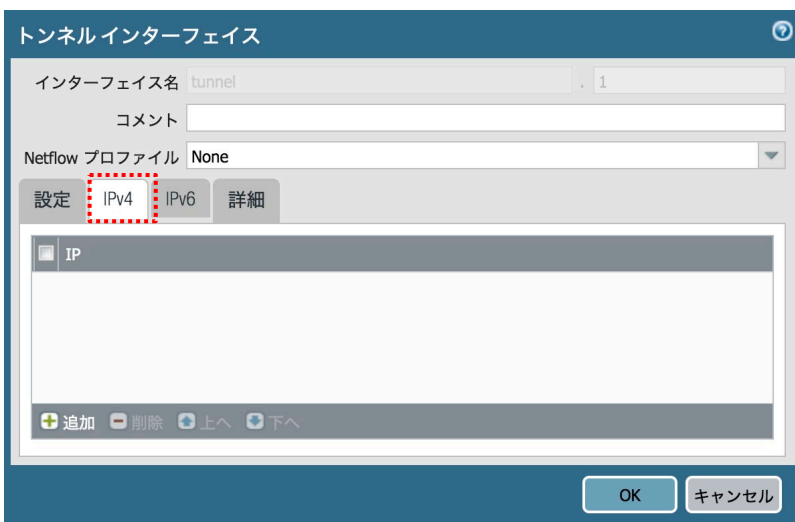 トンネル インターフェイス
インターフェイス名 tunnel . 1
コメント
Netflow プロファイル None
設定 IPv4 IPv6 詳細
IP
追加 削除 上へ 下へ
OK キャンセル